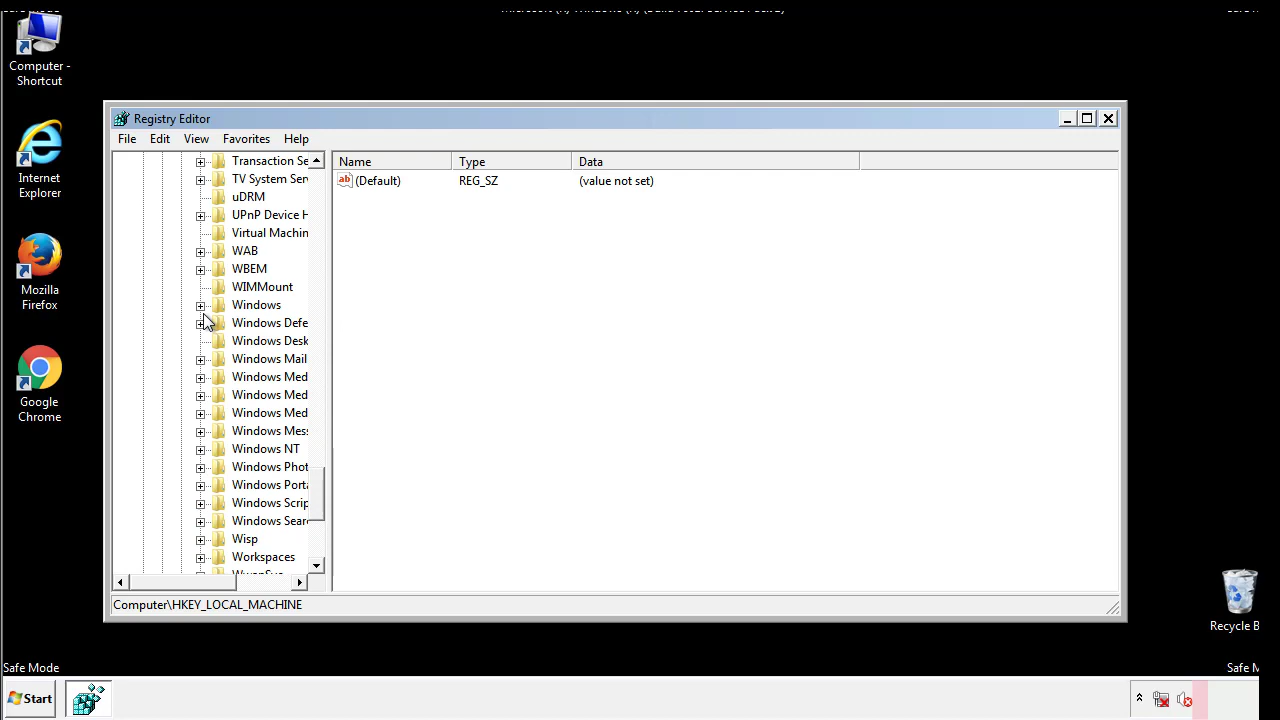 Computer -
Shortcut
Internet
Explorer
Mozilla
Firefox
Google
Chrome
Registry Editor
File Edit View Favorites Help
Transaction Se
TV System Serv
uDRM
UPnP Device H
Virtual Machin
WAB
WBEM
WIMMount
Windows
Windows Defe
Windows Desk
Windows Mail
Windows Med
Windows Med
Windows Med
Windows Mess
Windows NT
Windows Phot
Windows Porta
Windows Scrip
Windows Sear
Wisp
Workspaces
Name Type Data
(Default) REG_SZ (value not set)
Computer\HKEY_LOCAL_MACHINE
Recycle B
Safe Mode
Safe M
Start